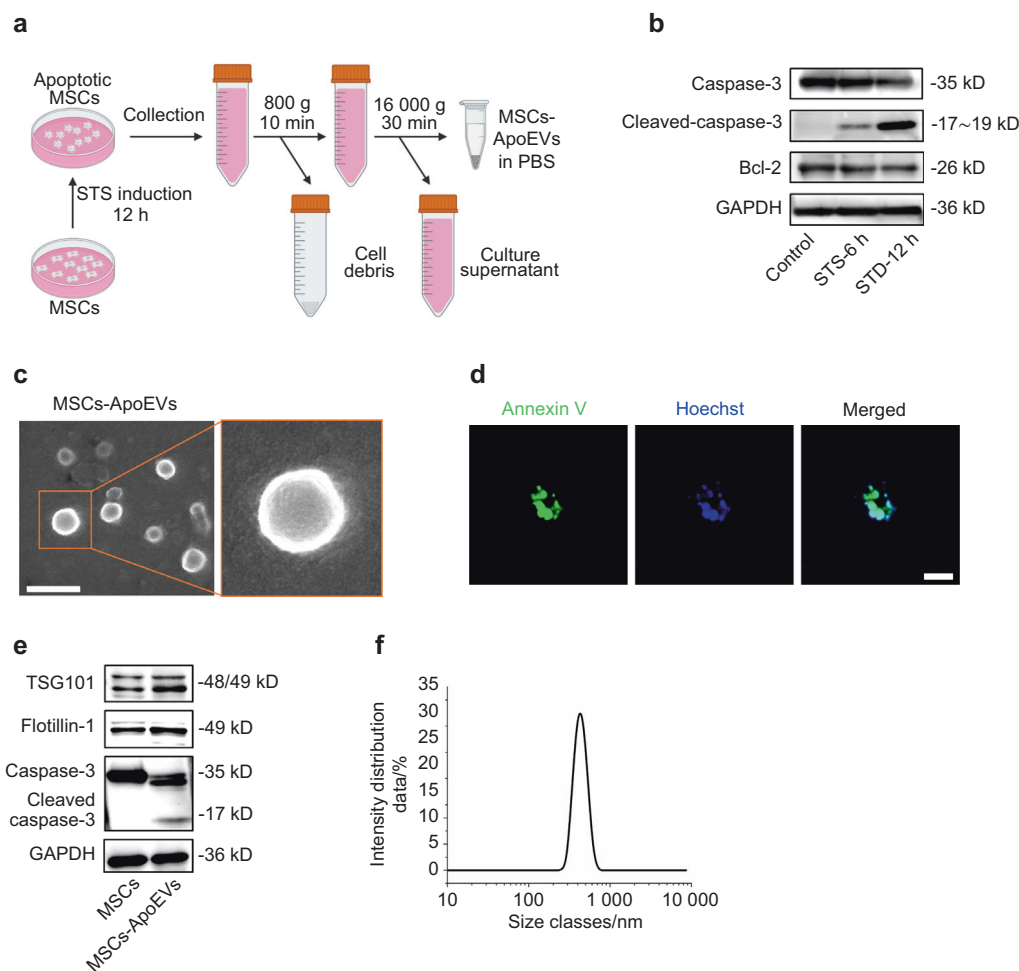 a
Apoptotic
MSCs
Collection
800 g
10 min
16 000 g
30 min
MSCs-
ApoEVs
in PBS
STS induction
12 h
MSCs
Cell
debris
Culture
supernatant
b
Caspase-3
-35 kD
Cleaved-caspase-3
-17~19 kD
Bcl-2
-26 kD
GAPDH
-36 kD
Control
STS-6 h
STD-12 h
c
MSCs-ApoEVs
d
Annexin V
Hoechst
Merged
e
TSG101
-48/49 kD
Flotillin-1
-49 kD
Caspase-3
-35 kD
Cleaved
caspase-3
-17 kD
GAPDH
-36 kD
MSCs
MSCs-ApoEVs
f
Intensity distribution
data/%
35
30
25
20
15
10
5
0
10
100
1 000
10 000
Size classes/nm